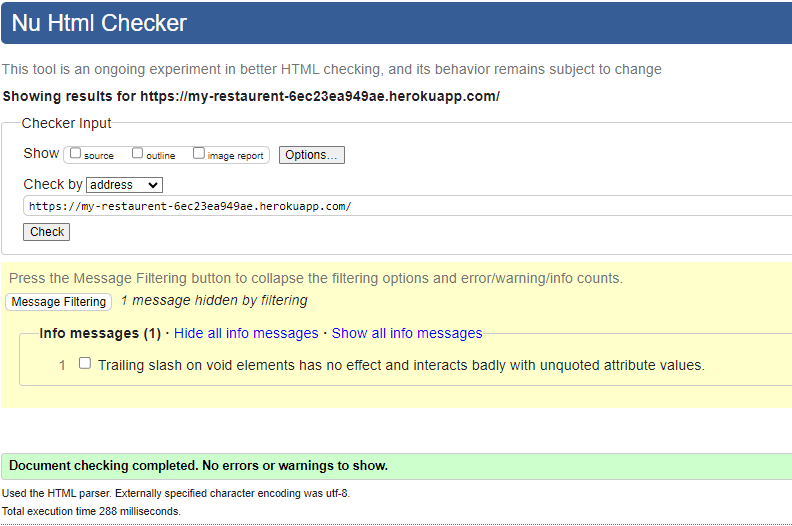 Nu Html Checker
This tool is an ongoing experiment in better HTML checking, and its behavior remains subject to change
Showing results for https://my-restaurent-6ec23ea949ae.herokuapp.com/
Checker Input
Show source outline image report Options...
Check by address
https://my-restaurent-6ec23ea949ae.herokuapp.com/
Check
Press the Message Filtering button to collapse the filtering options and error/warning/info counts.
Message Filtering 1 message hidden by filtering
Info messages (1) · Hide all info messages · Show all info messages
1 Trailing slash on void elements has no effect and interacts badly with unquoted attribute values.
Document checking completed. No errors or warnings to show.
Used the HTML parser. Externally specified character encoding was utf-8.
Total execution time 288 milliseconds.